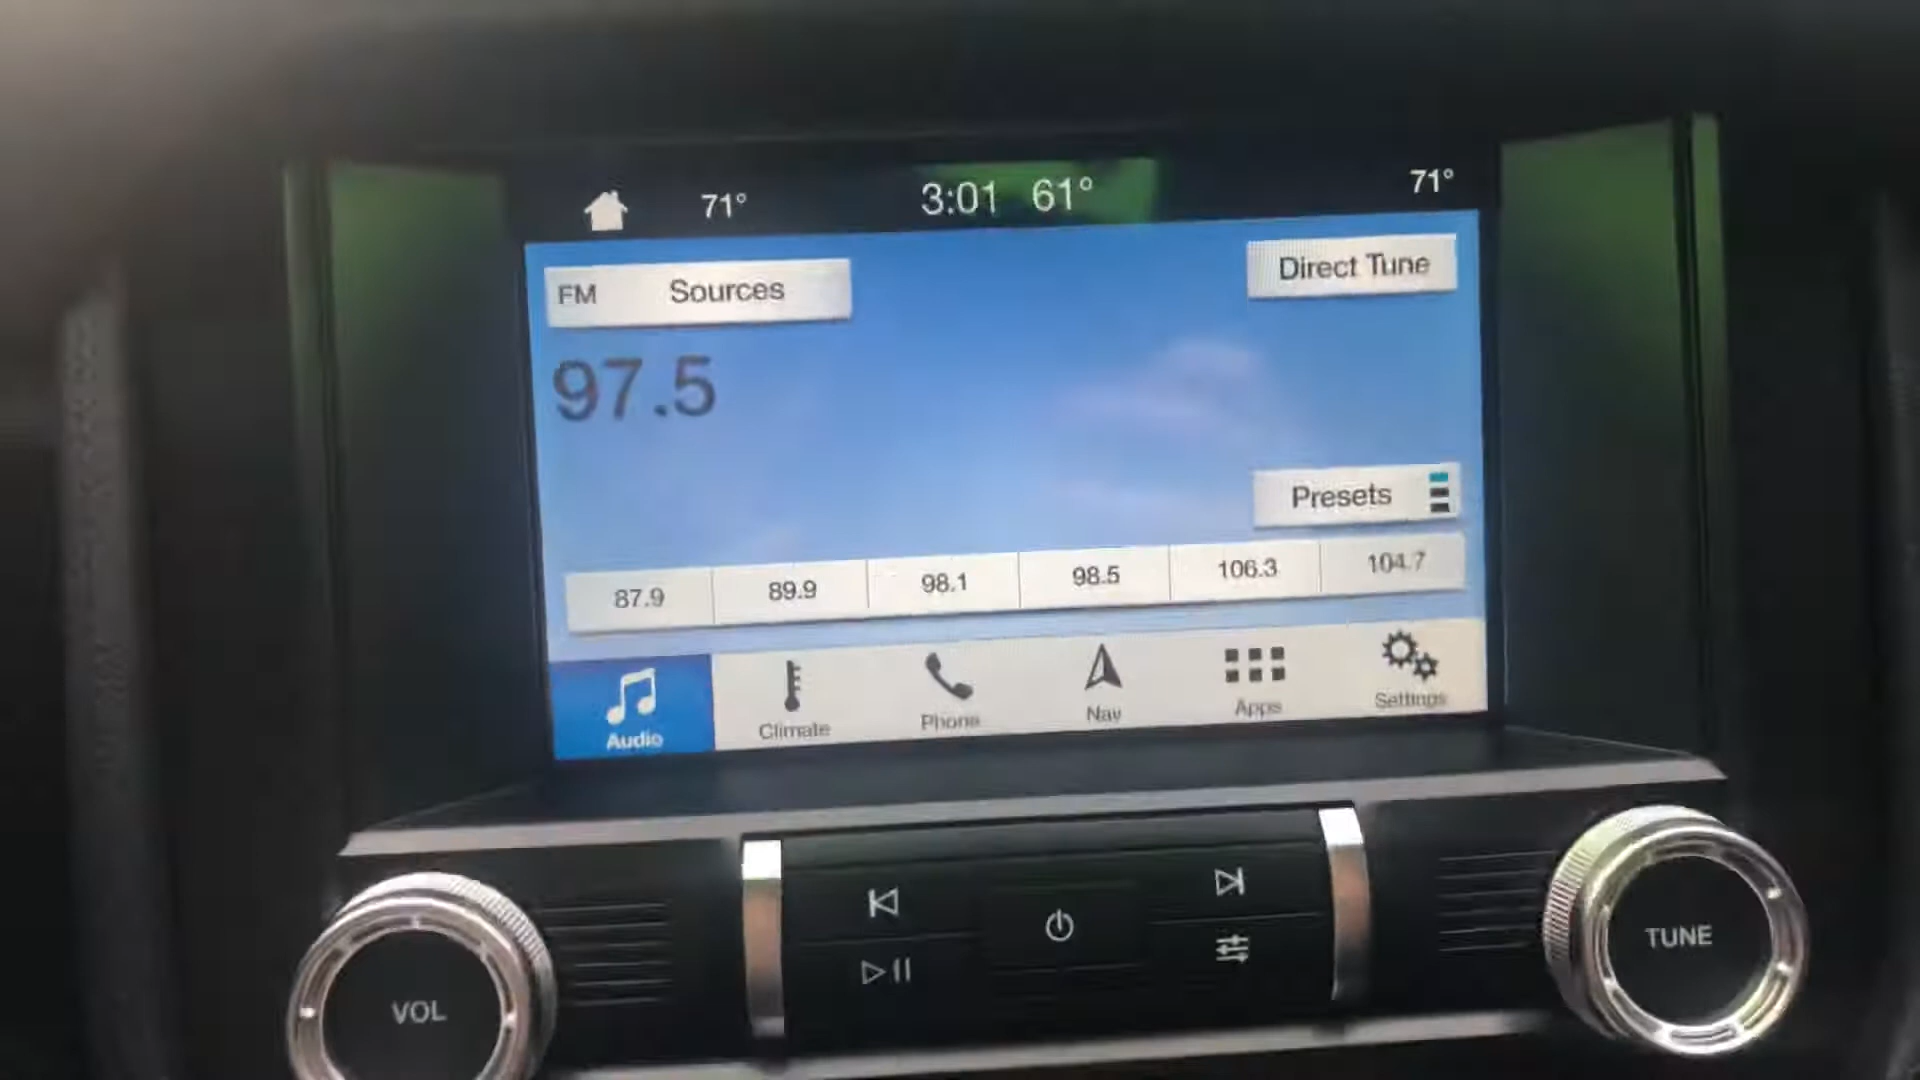 71° 3:01 61° 71°
FM Sources
Direct Tune
97.5
Presets
87.9 89.9 98.1 98.5 106.3 104.7
Audio Climate Phone Nav Apps Settings
VOL
TUNE